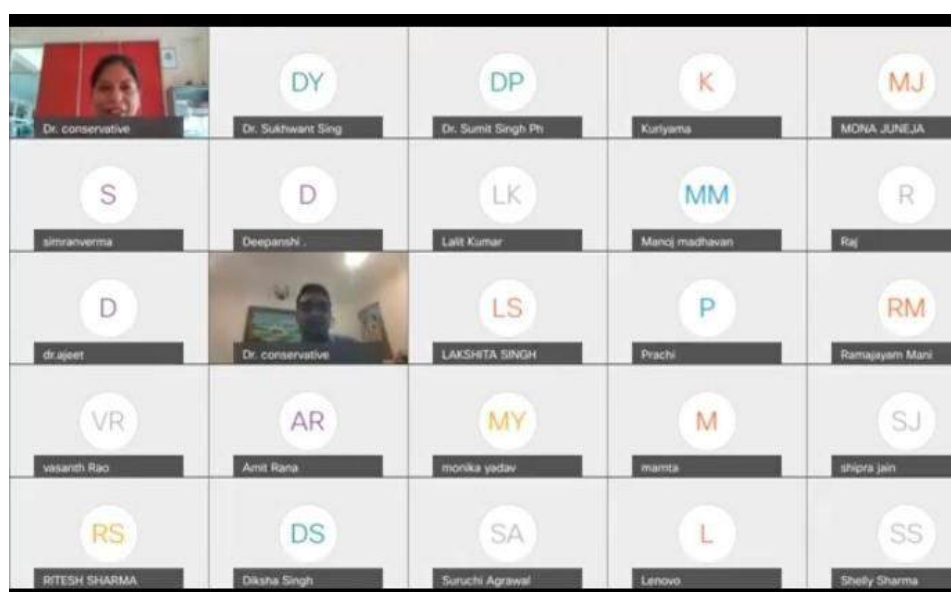 Dr. conservative
DY
Dr. Sukhwant Sing
DP
Dr. Sumit Singh Ph
K
Kuriyama
MJ
MONA JUNEJA
S
simranverma
D
Deepanshi .
LK
Lalit Kumar
MM
Manoj madhavan
R
Raj
D
dr.ajeet
Dr. conservative
LS
LAKSHITA SINGH
P
Prachi
RM
Ramajayam Mani
VR
vasanth Rao
AR
Amit Rana
MY
monika yadav
M
mamta
SJ
shipra jain
RS
RITESH SHARMA
DS
Diksha Singh
SA
Suruchi Agrawal
L
Lenovo
SS
Shelly Sharma